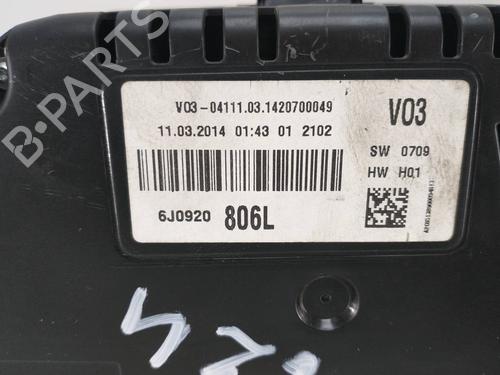 V03-04111.03.1420700049
11.03.2014 01:43 01 2102
V03
SW 0709
HW H01
6J0920 806L
B-PARTS